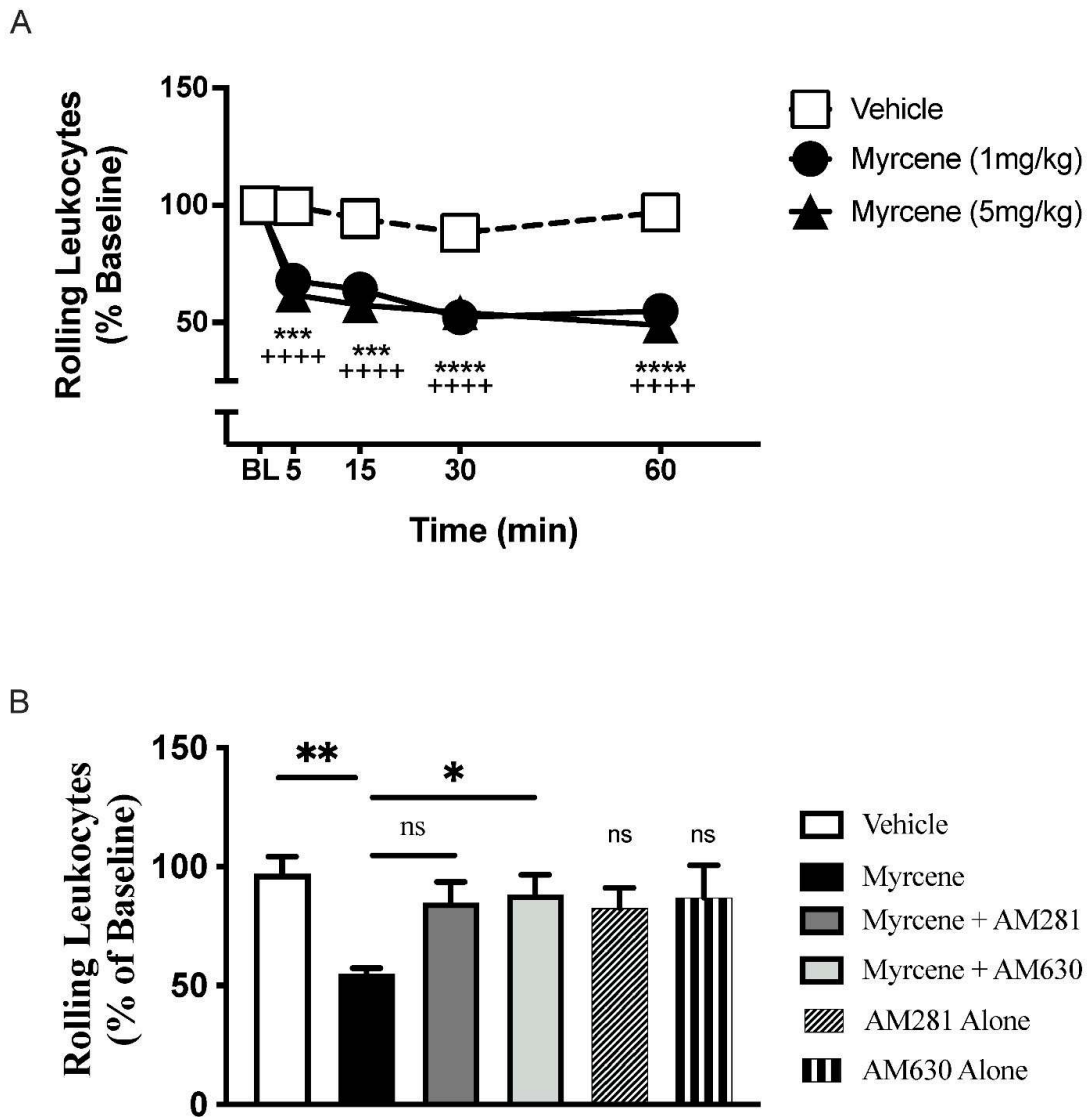 A
Rolling Leukocytes
(% Baseline)
150
100
50
Vehicle
Myrcene (1mg/kg)
Myrcene (5mg/kg)
*** *** **** ****
++++ ++++ ++++ ++++
BL 5 15 30 60
Time (min)
B
Rolling Leukocytes
(% of Baseline)
150
100
50
0
** *
ns ns ns
Vehicle
Myrcene
Myrcene + AM281
Myrcene + AM630
AM281 Alone
AM630 Alone